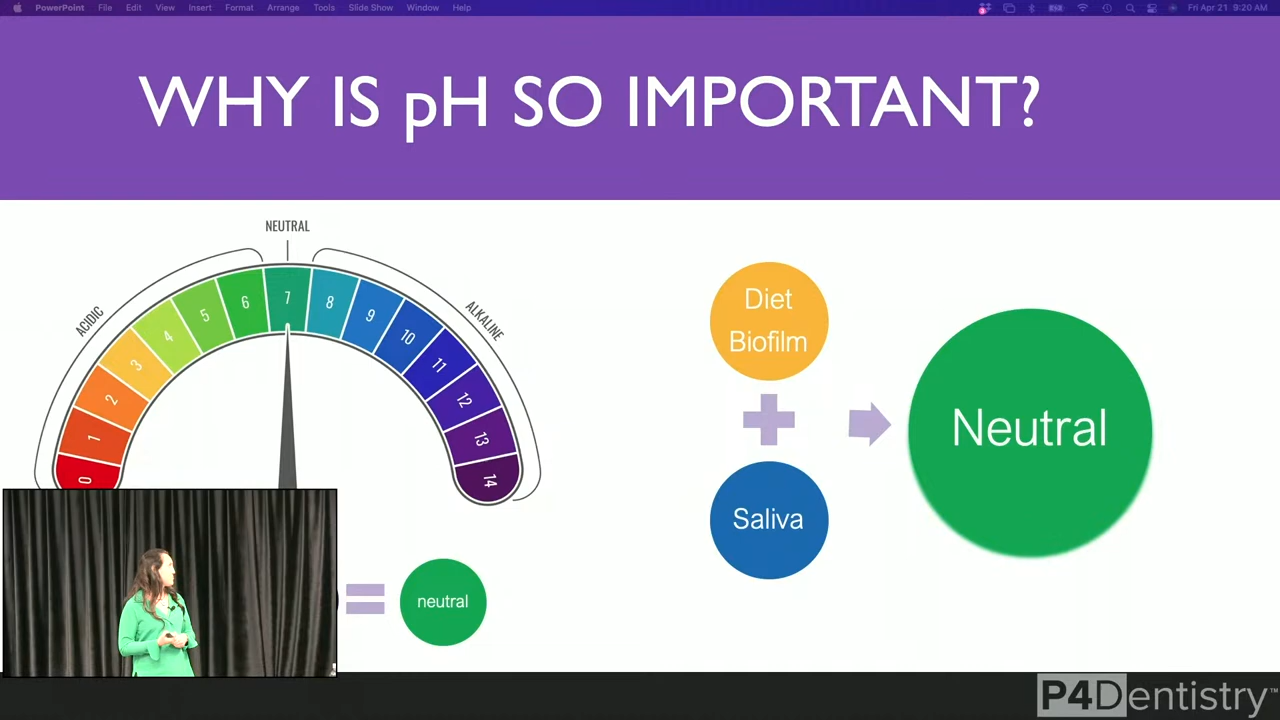 PowerPoint File Edit View Insert Format Arrange Tools Slide Show Window Help
Fri Apr 21 9:20 AM
WHY IS pH SO IMPORTANT?
NEUTRAL
ACIDIC
ALKALINE
0 1 2 3 4 5 6 7 8 9 10 11 12 13 14
Diet
Biofilm
Saliva
Neutral
neutral
P4Dentistry™